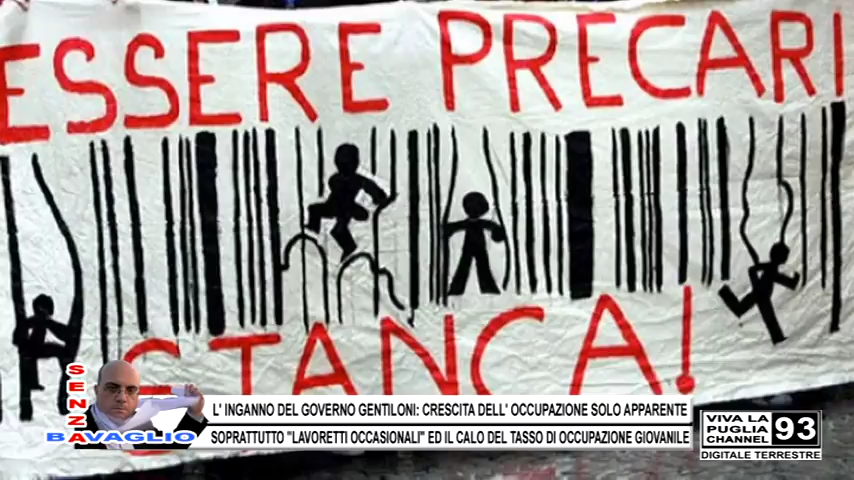 ESSERE PRECARI
STANCA!
SENZA
BAVAGLIO
L' INGANNO DEL GOVERNO GENTILONI: CRESCITA DELL' OCCUPAZIONE SOLO APPARENTE
SOPRATTUTTO "LAVORETTI OCCASIONALI" ED IL CALO DEL TASSO DI OCCUPAZIONE GIOVANILE
VIVA LA
PUGLIA
CHANNEL
93
DIGITALE TERRESTRE